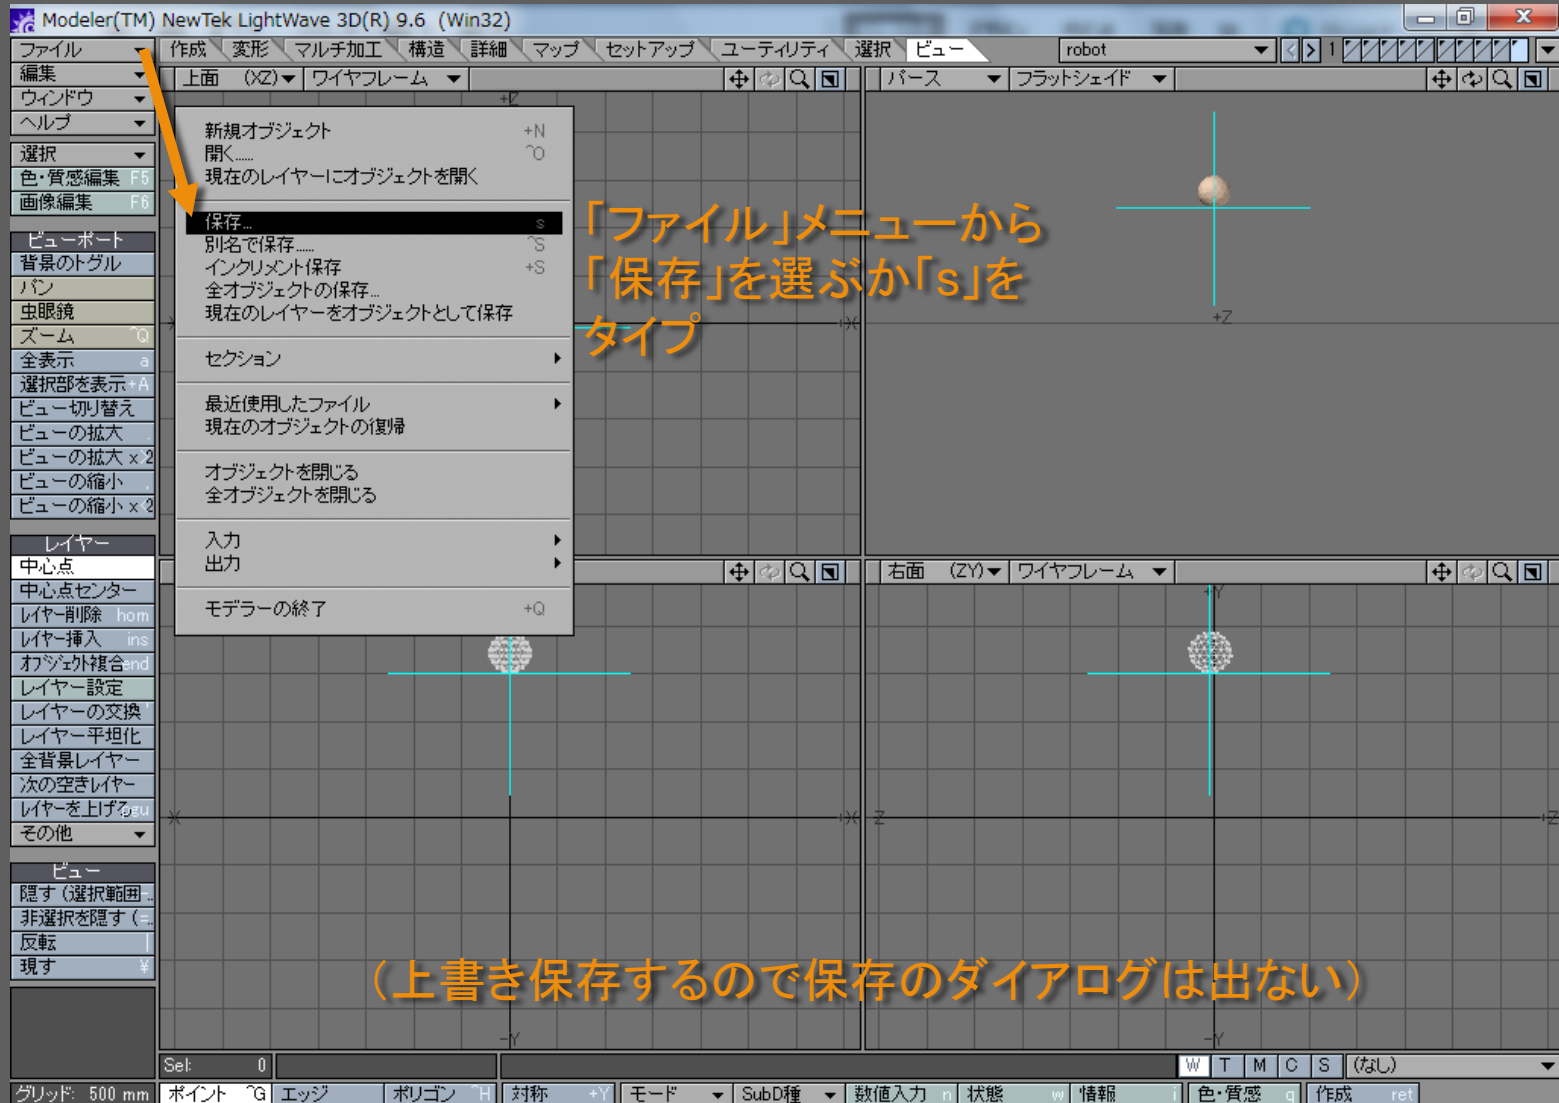 Modeler(TM) NewTek LightWave 3D(R) 9.6 (Win32)
ファイル
作成 変形 マルチ加工 構造 詳細 マップ セットアップ ユーティリティ 選択 ビュー
robot
1
編集
ウィンドウ
ヘルプ
選択
色・質感編集 F5
画像編集 F6
ビューポート
背景のトグル
パン
虫眼鏡
ズーム ^Q
全表示 a
選択部を表示+A
ビュー切り替え
ビューの拡大 .
ビューの拡大 x 2
ビューの縮小 ,
ビューの縮小 x 2
レイヤー
中心点
中心点センター
レイヤー削除 hom
レイヤー挿入 ins
オブジェクト複合end
レイヤー設定
レイヤーの交換 '
レイヤー平坦化
全背景レイヤー
次の空きレイヤー
レイヤーを上げるpgu
その他
ビュー
隠す (選択範囲-..
非選択を隠す (=..
反転 |
現す ¥
上面 (XZ) ワイヤフレーム
パース フラットシェイド
右面 (ZY) ワイヤフレーム
新規オブジェクト +N
開く...... ^O
現在のレイヤーにオブジェクトを開く
保存... s
別名で保存...... ^S
インクリメント保存 +S
全オブジェクトの保存...
現在のレイヤーをオブジェクトとして保存
セクション
最近使用したファイル
現在のオブジェクトの復帰
オブジェクトを閉じる
全オブジェクトを閉じる
入力
出力
モデラーの終了 +Q
「ファイル」メニューから
「保存」を選ぶか「s」を
タイプ
+Z
+Z
+X
-X
+X
-Y
+Y
-Z
+Z
-Y
（上書き保存するので保存のダイアログは出ない）
Sel: 0
W T M C S (なし)
グリッド: 500 mm
ポイント ^G エッジ ポリゴン ^H 対称 +Y モード SubD種 数値入力 n 状態 w 情報 i 色・質感 q 作成 ret